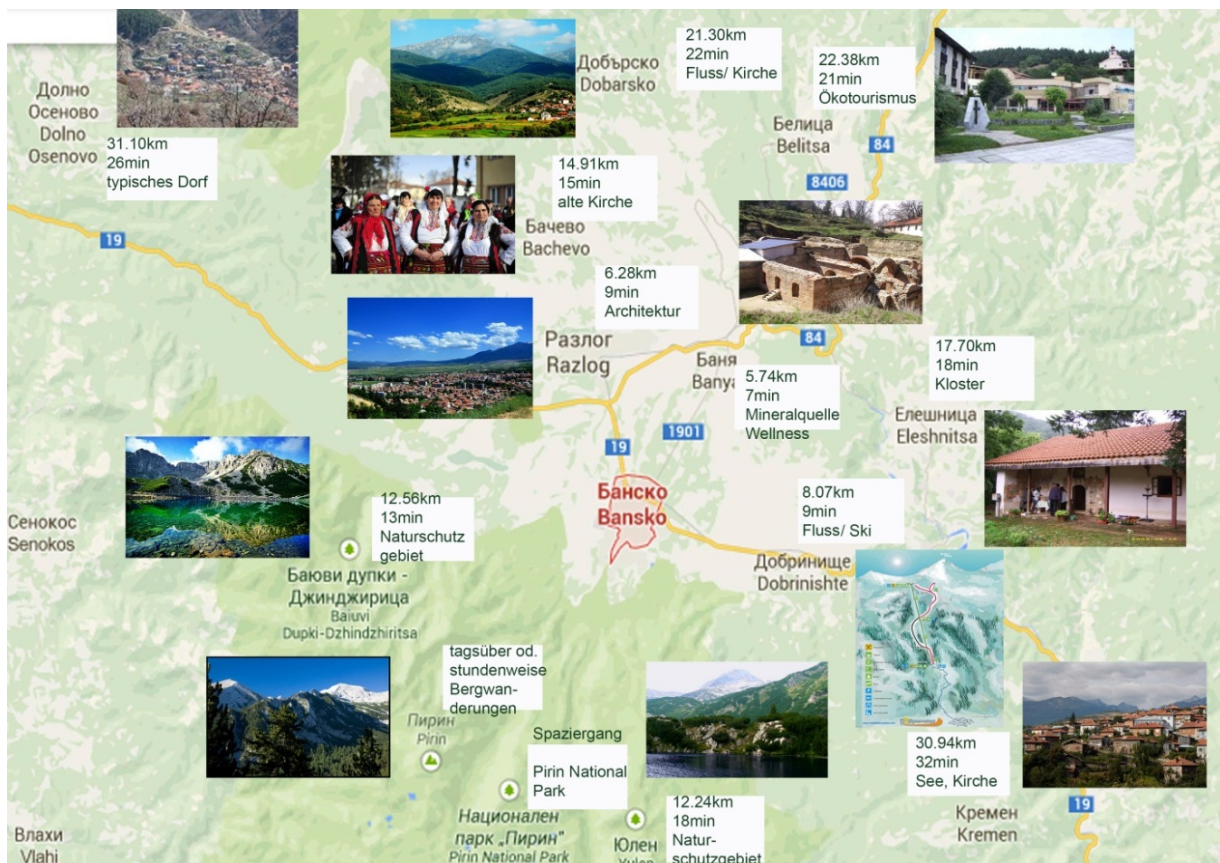 Долно
Осеново
Dolno
Osenovo
31.10km
26min
typisches Dorf
Добърско
Dobarsko
21.30km
22min
Fluss/ Kirche
22.38km
21min
Ökotourismus
Белица
Belitsa
84
8406
14.91km
15min
alte Kirche
Бачево
Bachevo
19
6.28km
9min
Architektur
Разлог
Razlog
Баня
Banya
84
5.74km
7min
Mineralquelle
Wellness
17.70km
18min
Kloster
Елешница
Eleshnitsa
19
1901
Банско
Bansko
8.07km
9min
Fluss/ Ski
Добринище
Dobrinishte
Сенокос
Senokos
12.56km
13min
Naturschutz
gebiet
Баюви дупки -
Джинджирица
Baiuvi
Dupki-Dzhindzhiritsa
tagsüber od.
stundenweise
Bergwan-
derungen
Пирин
Pirin
Spaziergang
Pirin National
Park
Национален
парк „Пирин“
Pirin National Park
12.24km
18min
Natur-
schutzgebiet
Юлен
Yulen
30.94km
32min
See, Kirche
Кремен
Kremen
19
Влахи
Vlahi